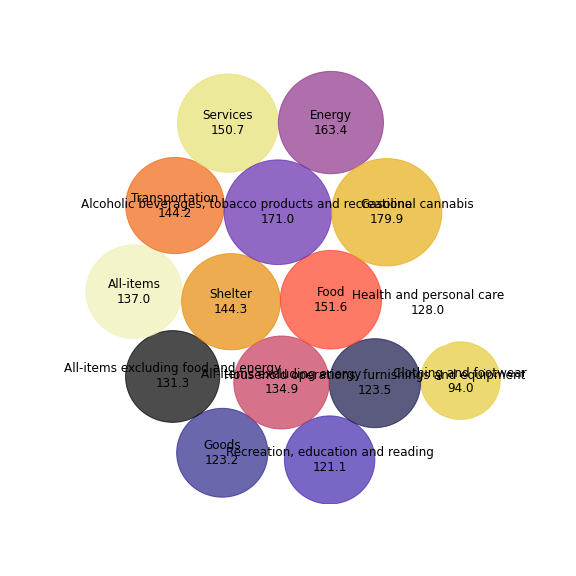 Services
150.7
Energy
163.4
Transportation
144.2
Alcoholic beverages, tobacco products and recreational cannabis
171.0
Gasoline
179.9
All-items
137.0
Shelter
144.3
Food
151.6
Health and personal care
128.0
All-items excluding food and energy
131.3
All-items excluding energy
134.9
Household operations, furnishings and equipment
123.5
Clothing and footwear
94.0
Goods
123.2
Recreation, education and reading
121.1